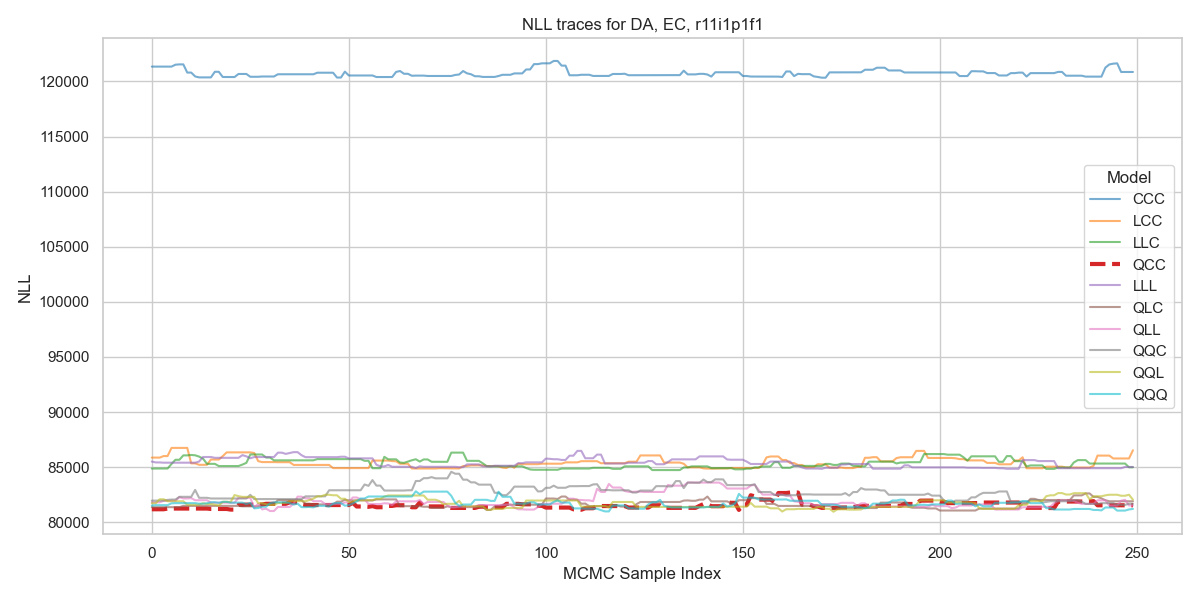 NLL traces for DA, EC, r11i1p1f1
NLL
120000
115000
110000
105000
100000
95000
90000
85000
80000
0
50
100
150
200
250
MCMC Sample Index
Model
CCC
LCC
LLC
QCC
LLL
QLC
QLL
QQC
QQL
QQQ